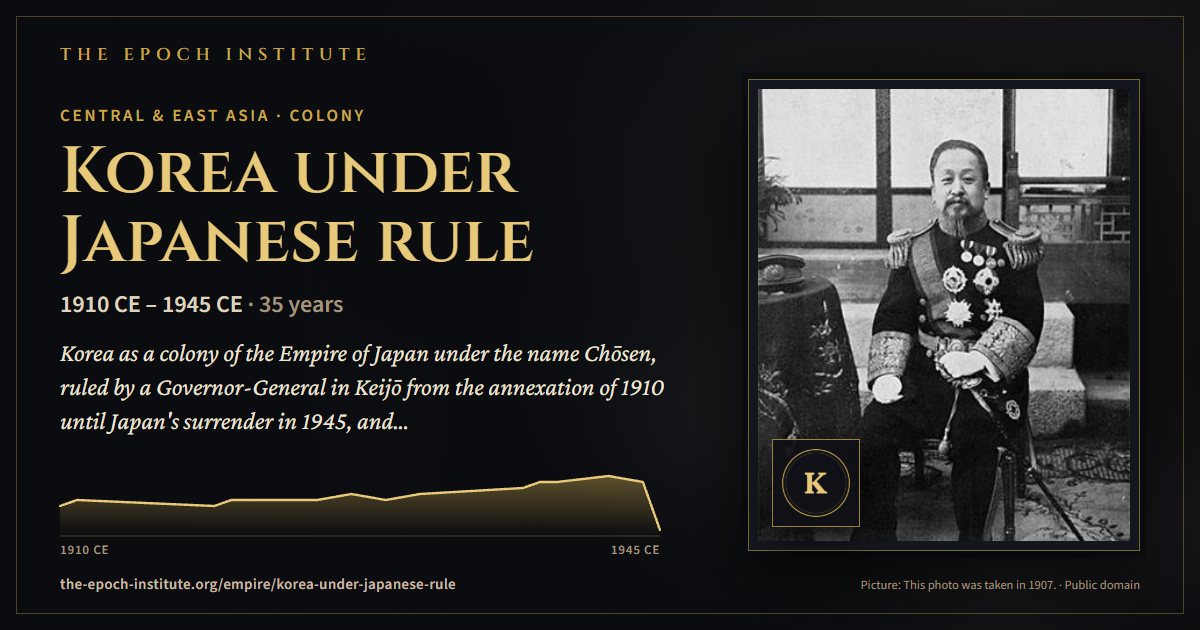 THE EPOCH INSTITUTE
CENTRAL & EAST ASIA · COLONY
KOREA UNDER
JAPANESE RULE
1910 CE – 1945 CE · 35 years
Korea as a colony of the Empire of Japan under the name Chōsen,
ruled by a Governor-General in Keijō from the annexation of 1910
until Japan's surrender in 1945, and...
K
1910 CE
1945 CE
the-epoch-institute.org/empire/korea-under-japanese-rule
Picture: This photo was taken in 1907. · Public domain